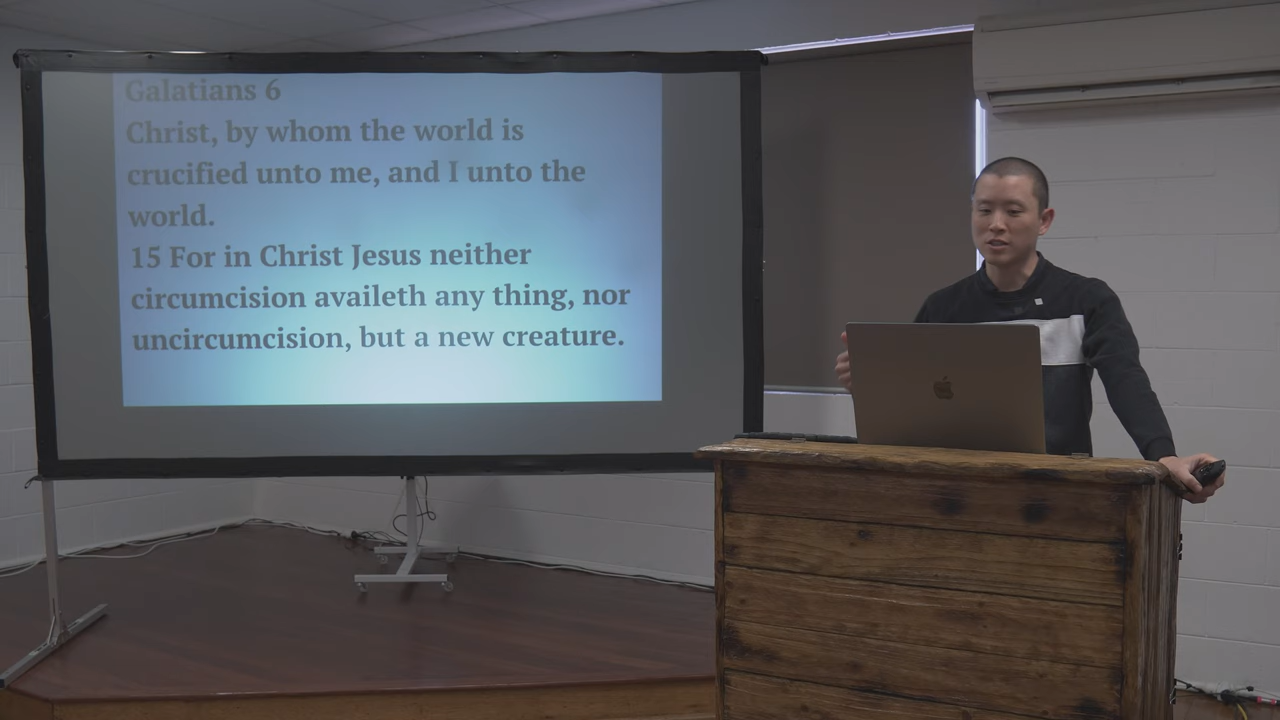 Galatians 6
Christ, by whom the world is
crucified unto me, and I unto the
world.
15 For in Christ Jesus neither
circumcision availeth any thing, nor
uncircumcision, but a new creature.